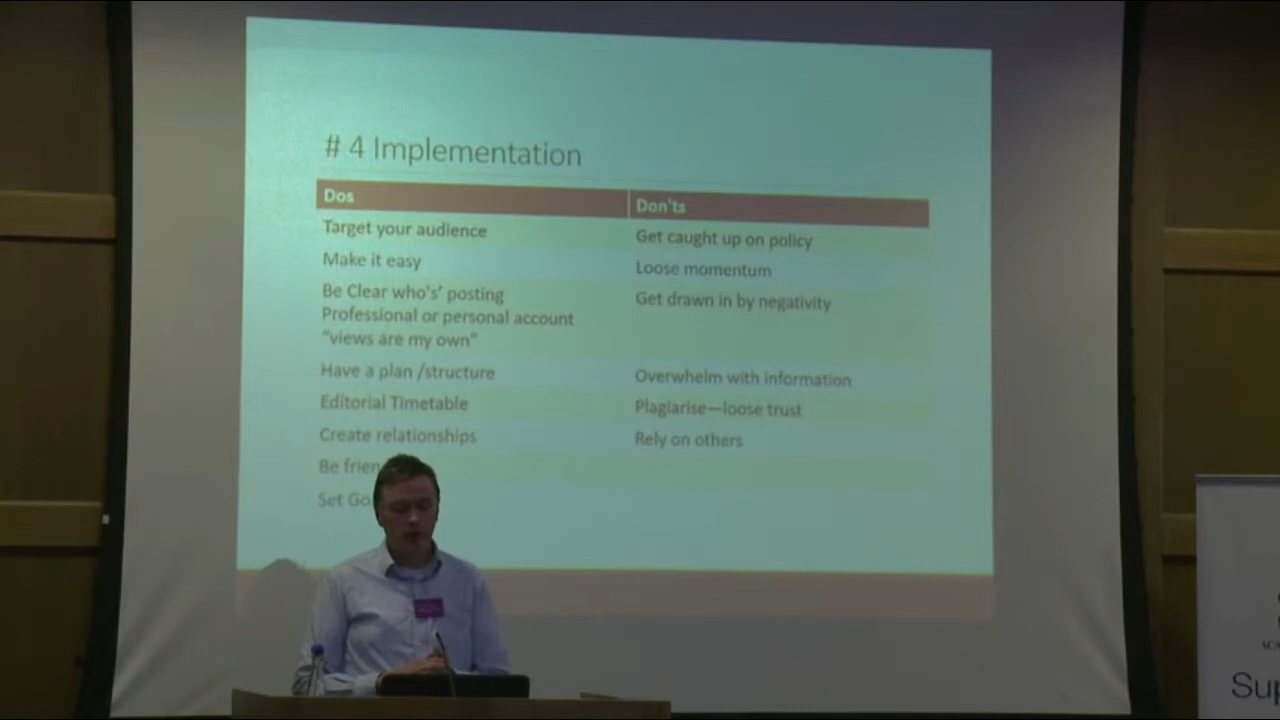 # 4 Implementation
Dos
Don'ts
Target your audience
Get caught up on policy
Make it easy
Loose momentum
Be Clear who's' posting
Professional or personal account
"views are my own"
Get drawn in by negativity
Have a plan /structure
Overwhelm with information
Editorial Timetable
Plagiarise—loose trust
Create relationships
Rely on others
Be
Set